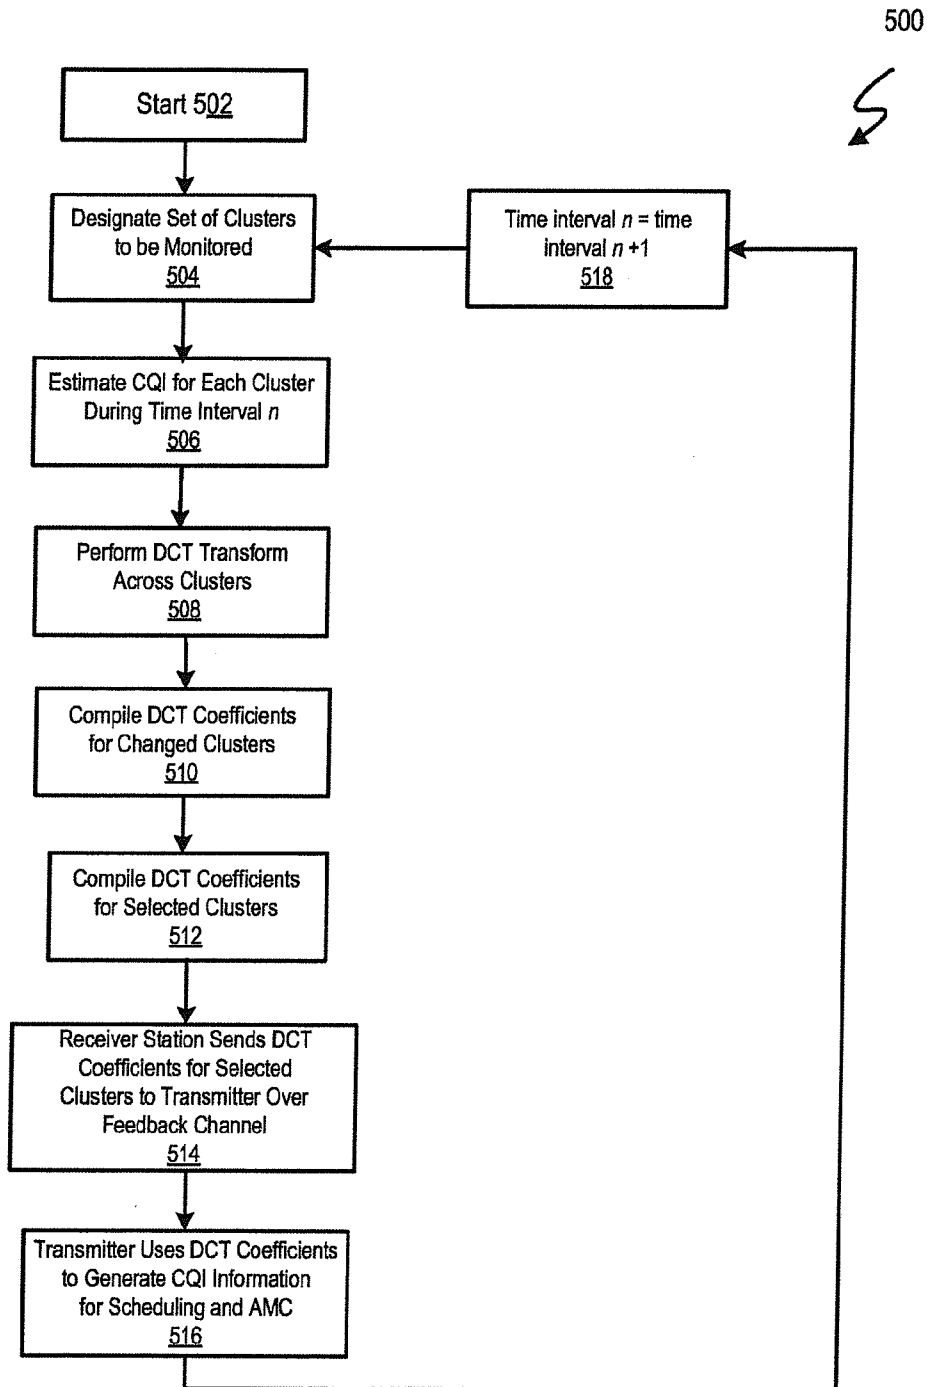 500
Start 502
Designate Set of Clusters
to be Monitored
504
Time interval n = time
interval n +1
518
Estimate CQI for Each Cluster
During Time Interval n
506
Perform DCT Transform
Across Clusters
508
Compile DCT Coefficients
for Changed Clusters
510
Compile DCT Coefficients
for Selected Clusters
512
Receiver Station Sends DCT
Coefficients for Selected
Clusters to Transmitter Over
Feedback Channel
514
Transmitter Uses DCT Coefficients
to Generate CQI Information
for Scheduling and AMC
516